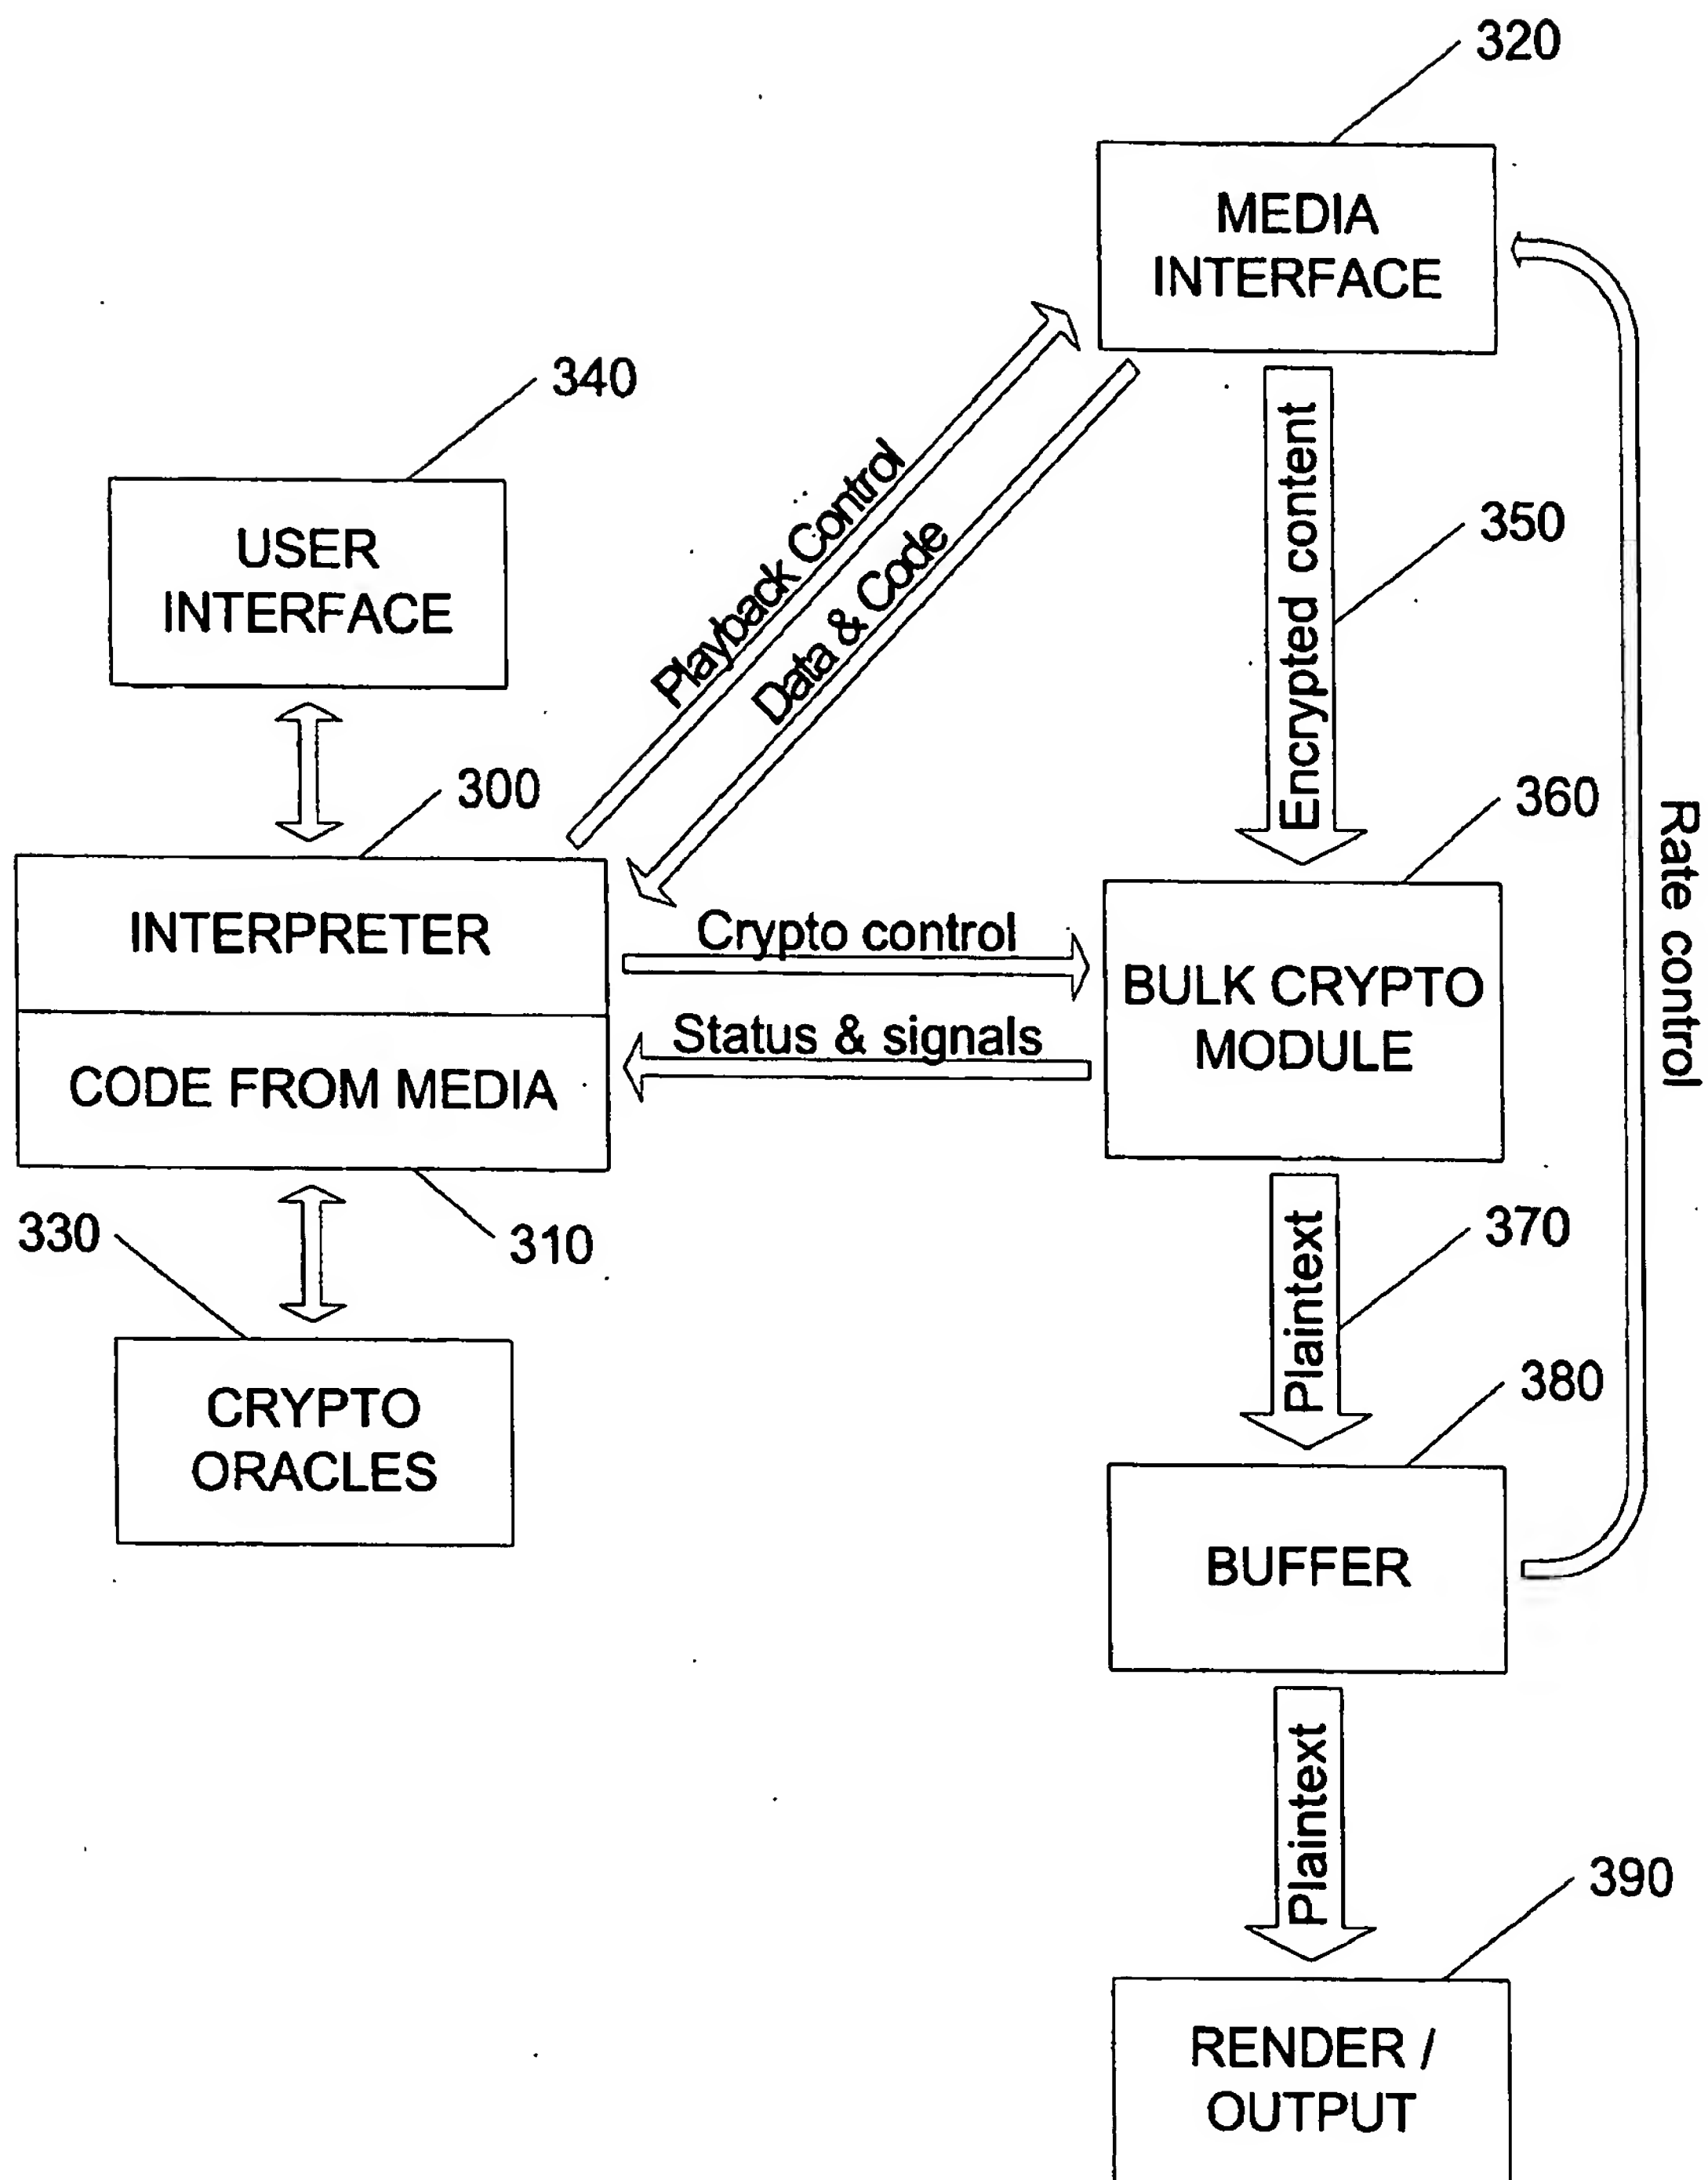 320
MEDIA
INTERFACE
340
USER
INTERFACE
Playback Control
Data & Code
Encrypted content
350
300
360
Rate control
INTERPRETER
Crypto control
BULK CRYPTO
MODULE
Status & signals
CODE FROM MEDIA
330
310
Plaintext
370
380
CRYPTO
ORACLES
BUFFER
Plaintext
390
RENDER /
OUTPUT